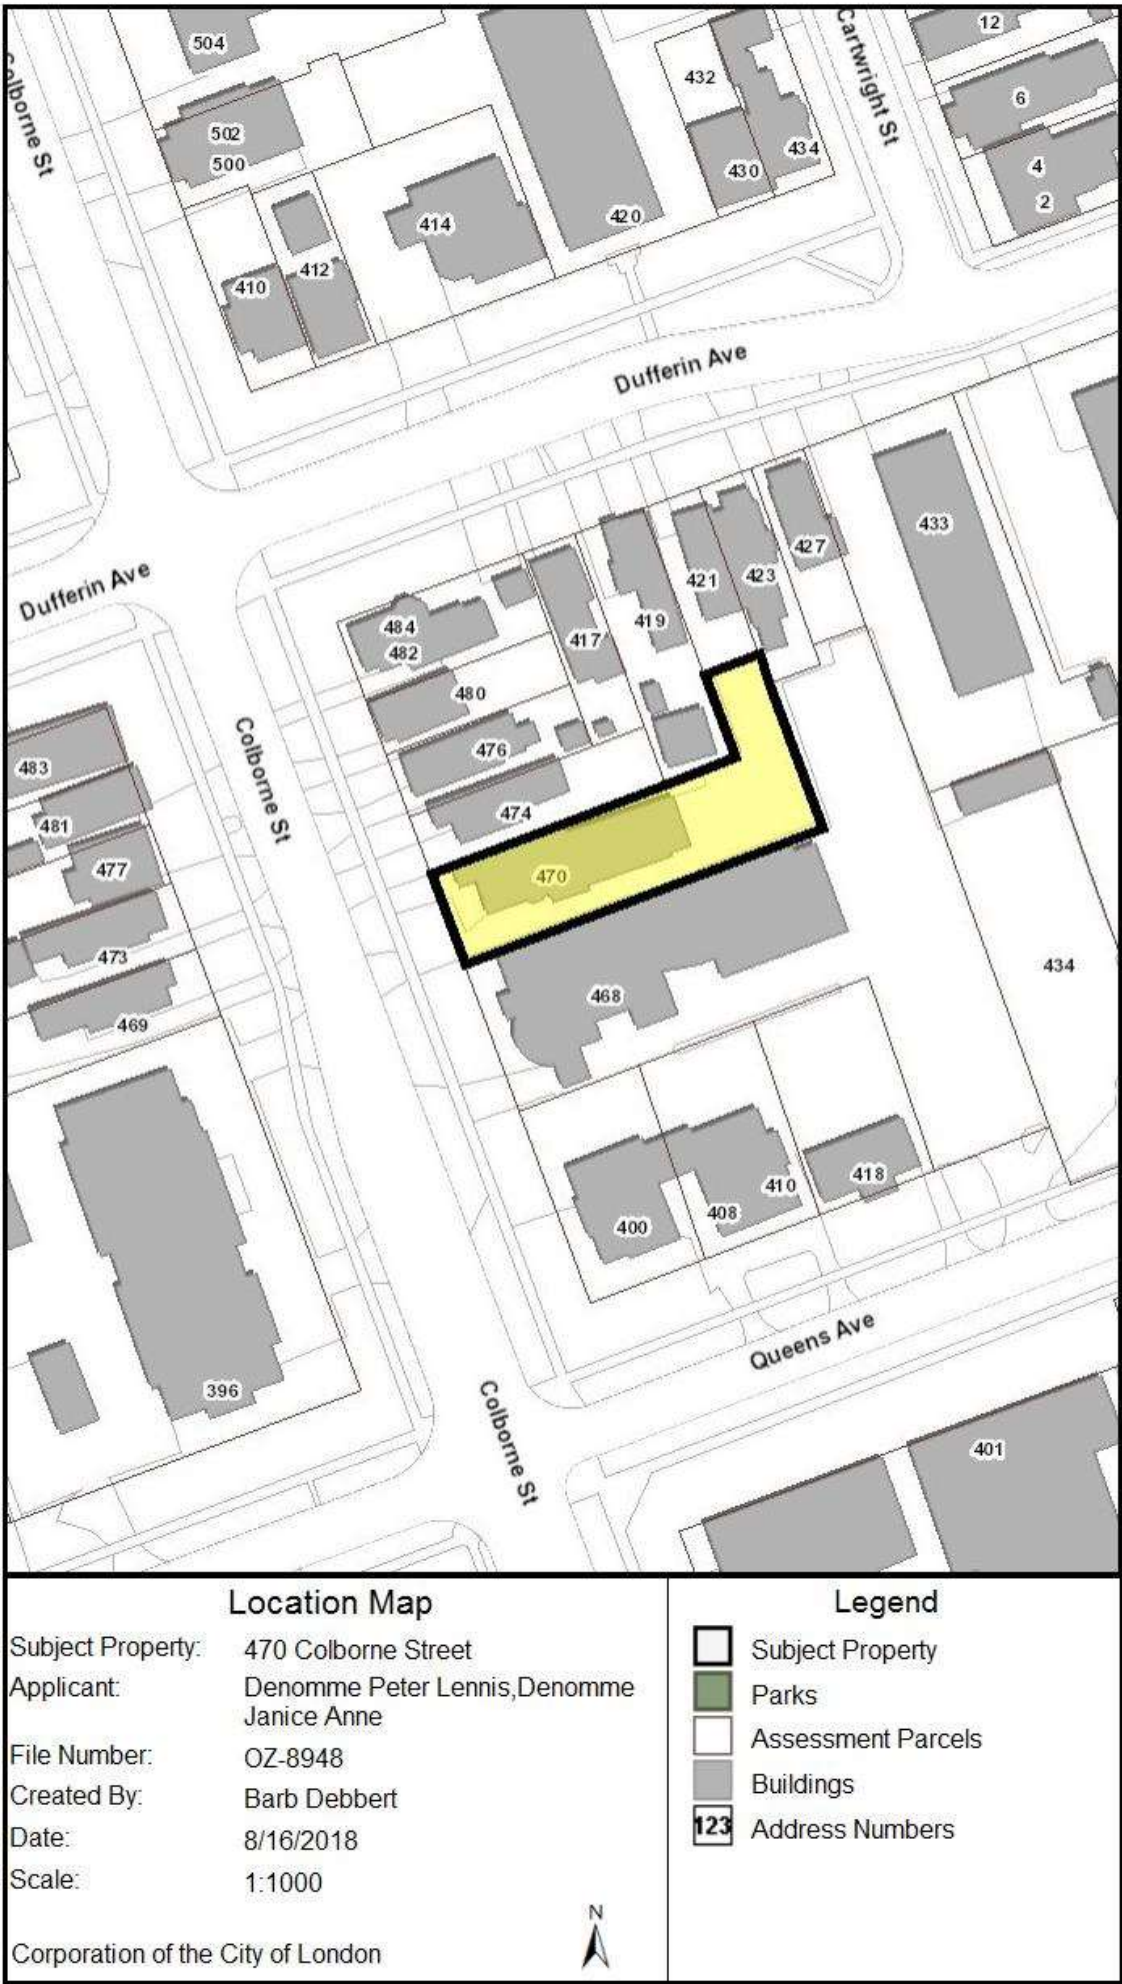 504
12
432
Cartwright St
6
Colborne St
502
500
434
430
4
2
414
420
412
410
Dufferin Ave
433
427
421
423
419
417
Dufferin Ave
484
482
480
476
474
Colborne St
483
481
477
473
469
470
468
434
418
410
408
400
396
Queens Ave
Colborne St
401
Location Map
Subject Property: 470 Colborne Street
Applicant: Denomme Peter Lennis,Denomme
Janice Anne
File Number: OZ-8948
Created By: Barb Debbert
Date: 8/16/2018
Scale: 1:1000
Corporation of the City of London
N
Legend
Subject Property
Parks
Assessment Parcels
Buildings
123 Address Numbers